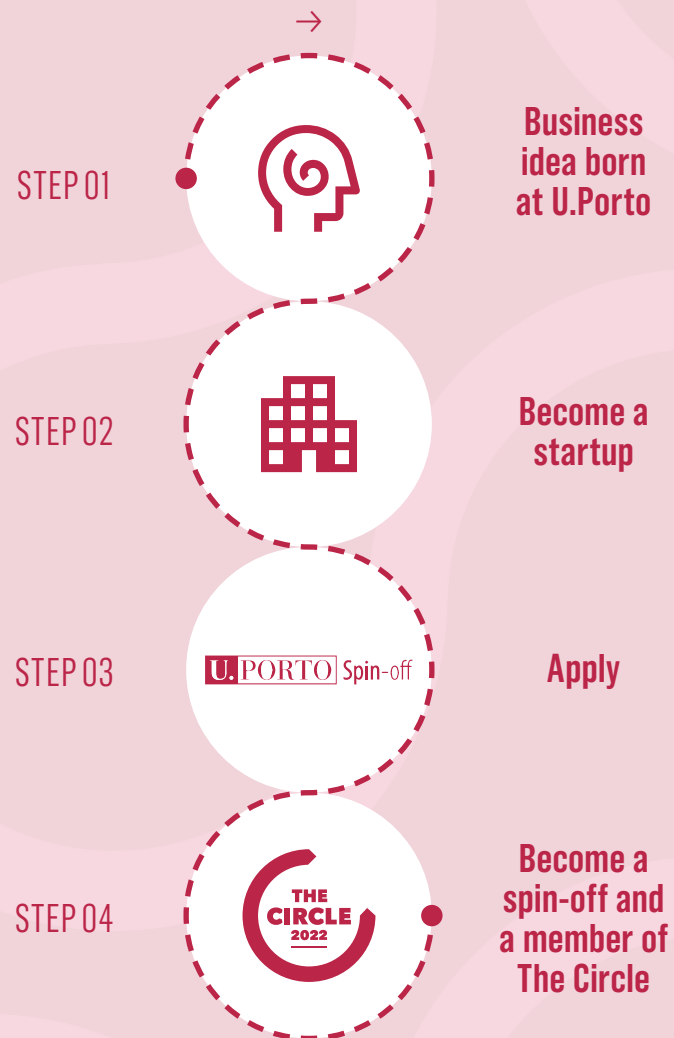 STEP 01
Business
idea born
at U.Porto
STEP 02
Become a
startup
STEP 03
U. PORTO Spin-off
Apply
STEP 04
THE
CIRCLE
2022
Become a
spin-off and
a member of
The Circle